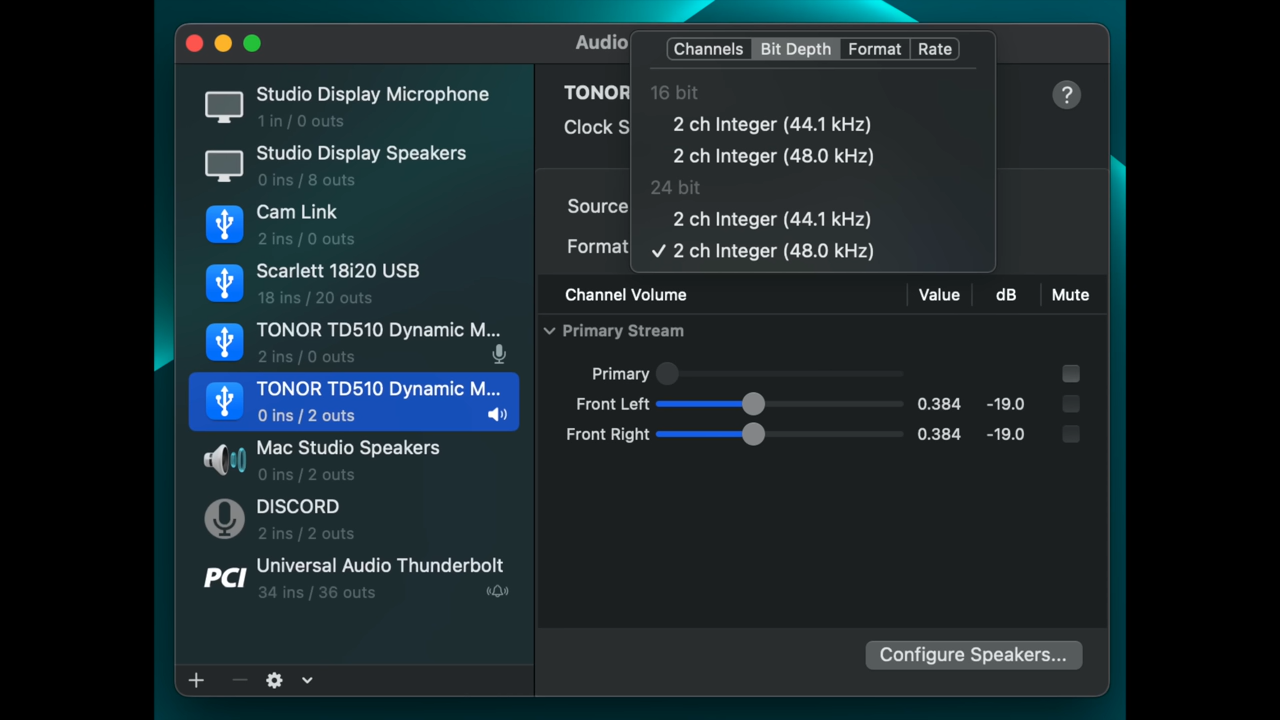 Audio
Studio Display Microphone
1 in / 0 outs
Studio Display Speakers
0 ins / 8 outs
Cam Link
2 ins / 0 outs
Scarlett 18i20 USB
18 ins / 20 outs
TONOR TD510 Dynamic M...
2 ins / 0 outs
TONOR TD510 Dynamic M...
0 ins / 2 outs
Mac Studio Speakers
0 ins / 2 outs
DISCORD
2 ins / 2 outs
PCI
Universal Audio Thunderbolt
34 ins / 36 outs
TONOR
Clock S
?
Source
Format
Channels Bit Depth Format Rate
16 bit
2 ch Integer (44.1 kHz)
2 ch Integer (48.0 kHz)
24 bit
2 ch Integer (44.1 kHz)
✓ 2 ch Integer (48.0 kHz)
Channel Volume Value dB Mute
Primary Stream
Primary
Front Left 0.384 -19.0
Front Right 0.384 -19.0
Configure Speakers...